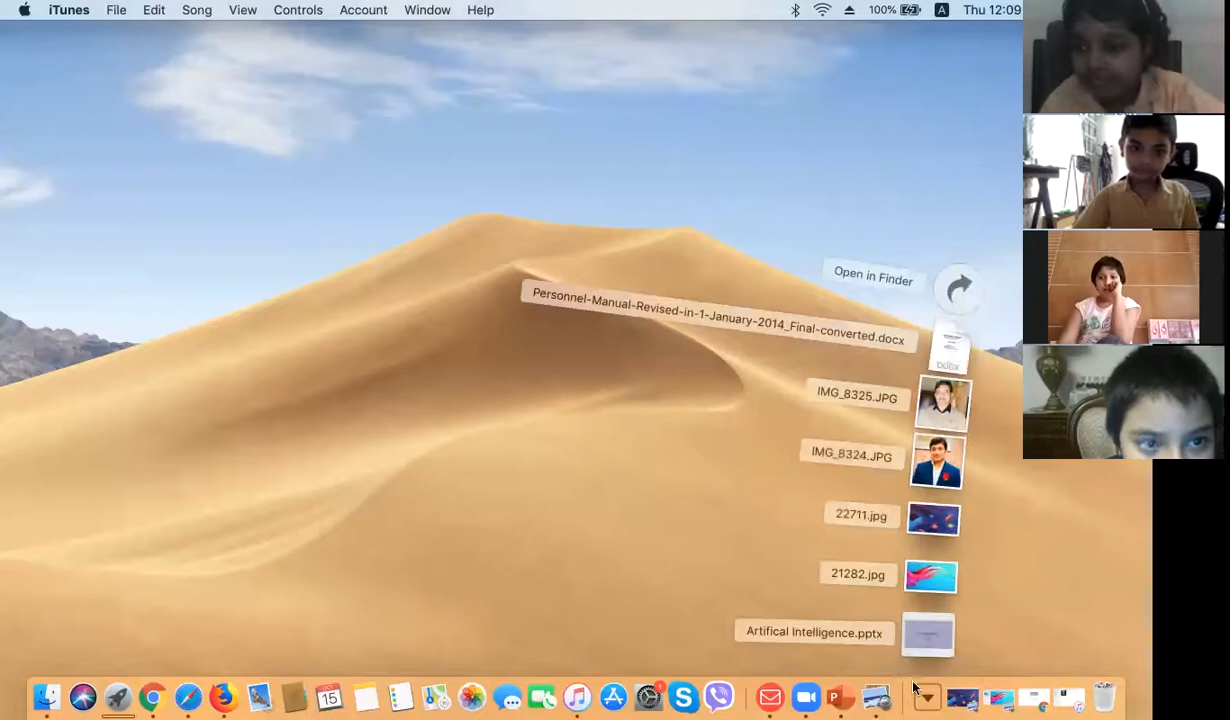 iTunes File Edit Song View Controls Account Window Help 100% A Thu 12:09
Open in Finder
Personnel-Manual-Revised-in-1-January-2014_Final-converted.docx
DOCX
IMG_8325.JPG
IMG_8324.JPG
22711.jpg
21282.jpg
Artifical Intelligence.pptx
15